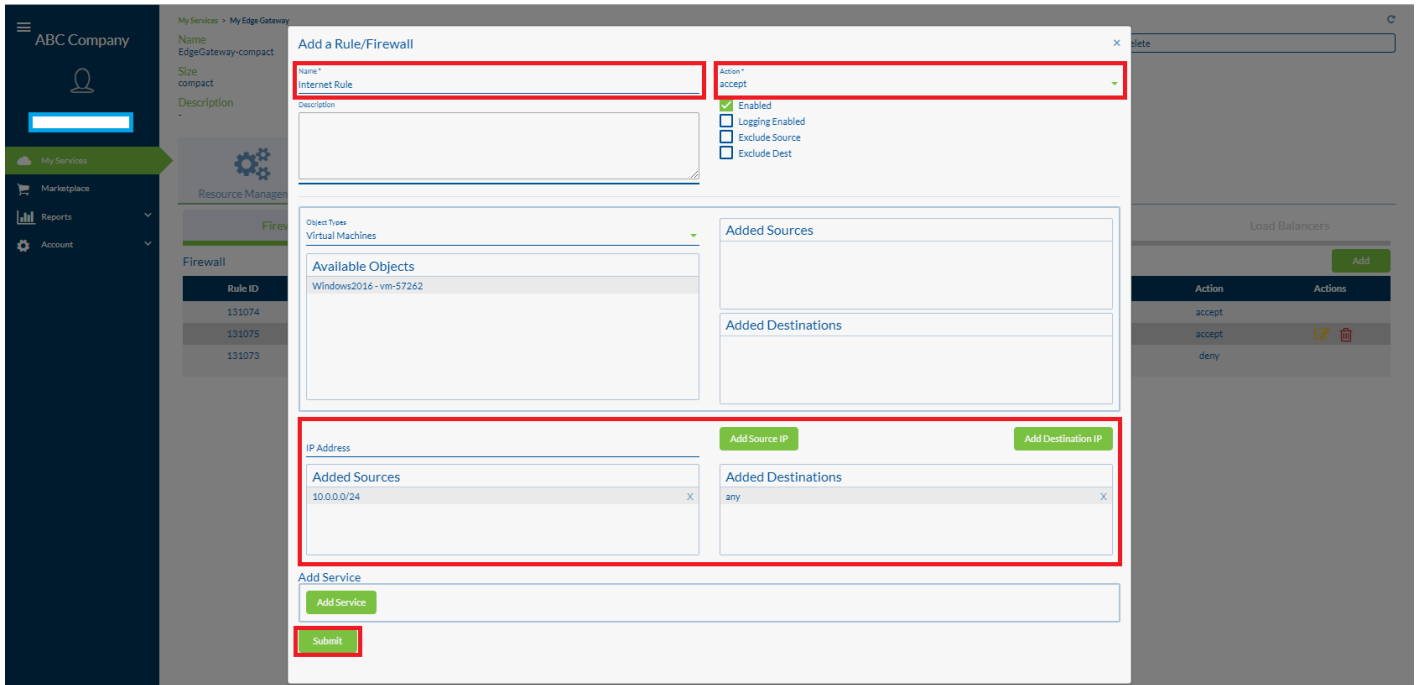 My Services > My Edge Gateway
ABC Company
Name
EdgeGateway-compact
Size
compact
Description
-
My Services
Marketplace
Reports
Account
Resource Managem
Firew
Load Balancers
Firewall
Add
Rule ID
Action
Actions
131074
accept
131075
accept
131073
deny
elete
Add a Rule/Firewall
×
Name *
Internet Rule
Action *
accept
Description
Enabled
Logging Enabled
Exclude Source
Exclude Dest
Object Types
Virtual Machines
Available Objects
Windows2016 - vm-57262
Added Sources
Added Destinations
IP Address
Add Source IP
Add Destination IP
Added Sources
10.0.0.0/24 X
Added Destinations
any X
Add Service
Add Service
Submit